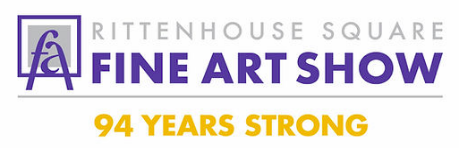 fA
RITTENHOUSE SQUARE
FINE ART SHOW
94 YEARS STRONG